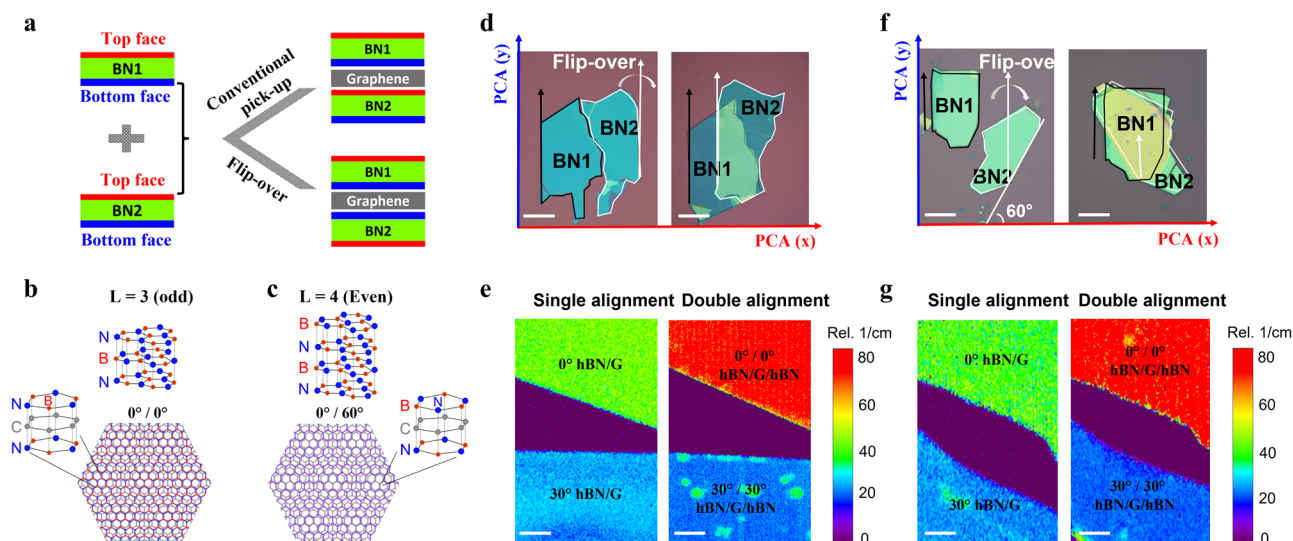 a
Top face
BN1
Bottom face
Top face
BN2
Bottom face
Conventional
pick-up
Flip-over
BN1
Graphene
BN2
BN1
Graphene
BN2
b
L = 3 (odd)
N
B
N
0° / 0°
N
B
C
N
c
L = 4 (Even)
B
N
B
N
0° / 60°
B
N
C
N
d
PCA (y)
Flip-over
BN1
BN2
BN1
BN2
PCA (x)
e
Single alignment
Double alignment
0° hBN/G
30° hBN/G
0° / 0°
hBN/G/hBN
30° / 30°
hBN/G/hBN
Rel. 1/cm
80
60
40
20
0
f
PCA (y)
Flip-ove
BN1
BN2
60°
BN1
BN2
PCA (x)
g
Single alignment
Double alignment
0° hBN/G
30° hBN/G
0° / 0°
hBN/G/hBN
30° / 30°
hBN/G/hBN
Rel. 1/cm
80
60
40
20
0